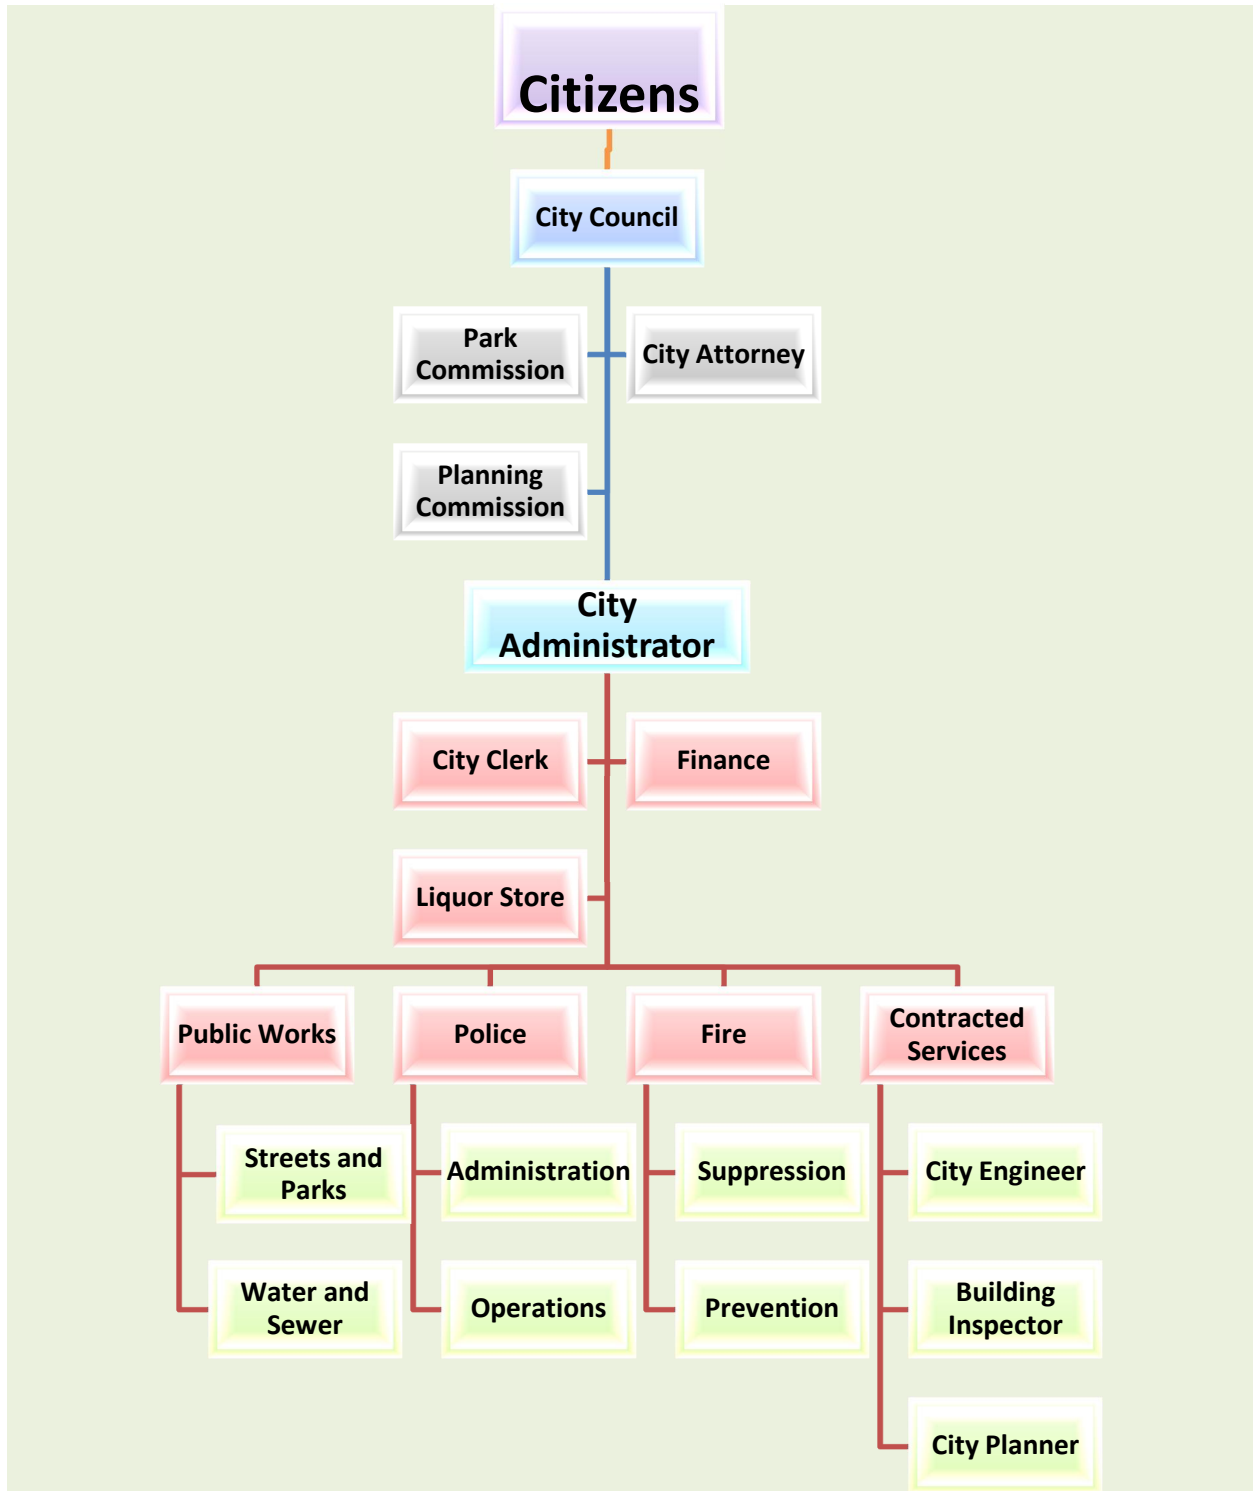 Citizens
City Council
Park
Commission
City Attorney
Planning
Commission
City
Administrator
City Clerk
Finance
Liquor Store
Public Works
Police
Fire
Contracted
Services
Streets and
Parks
Administration
Suppression
City Engineer
Water and
Sewer
Operations
Prevention
Building
Inspector
City Planner